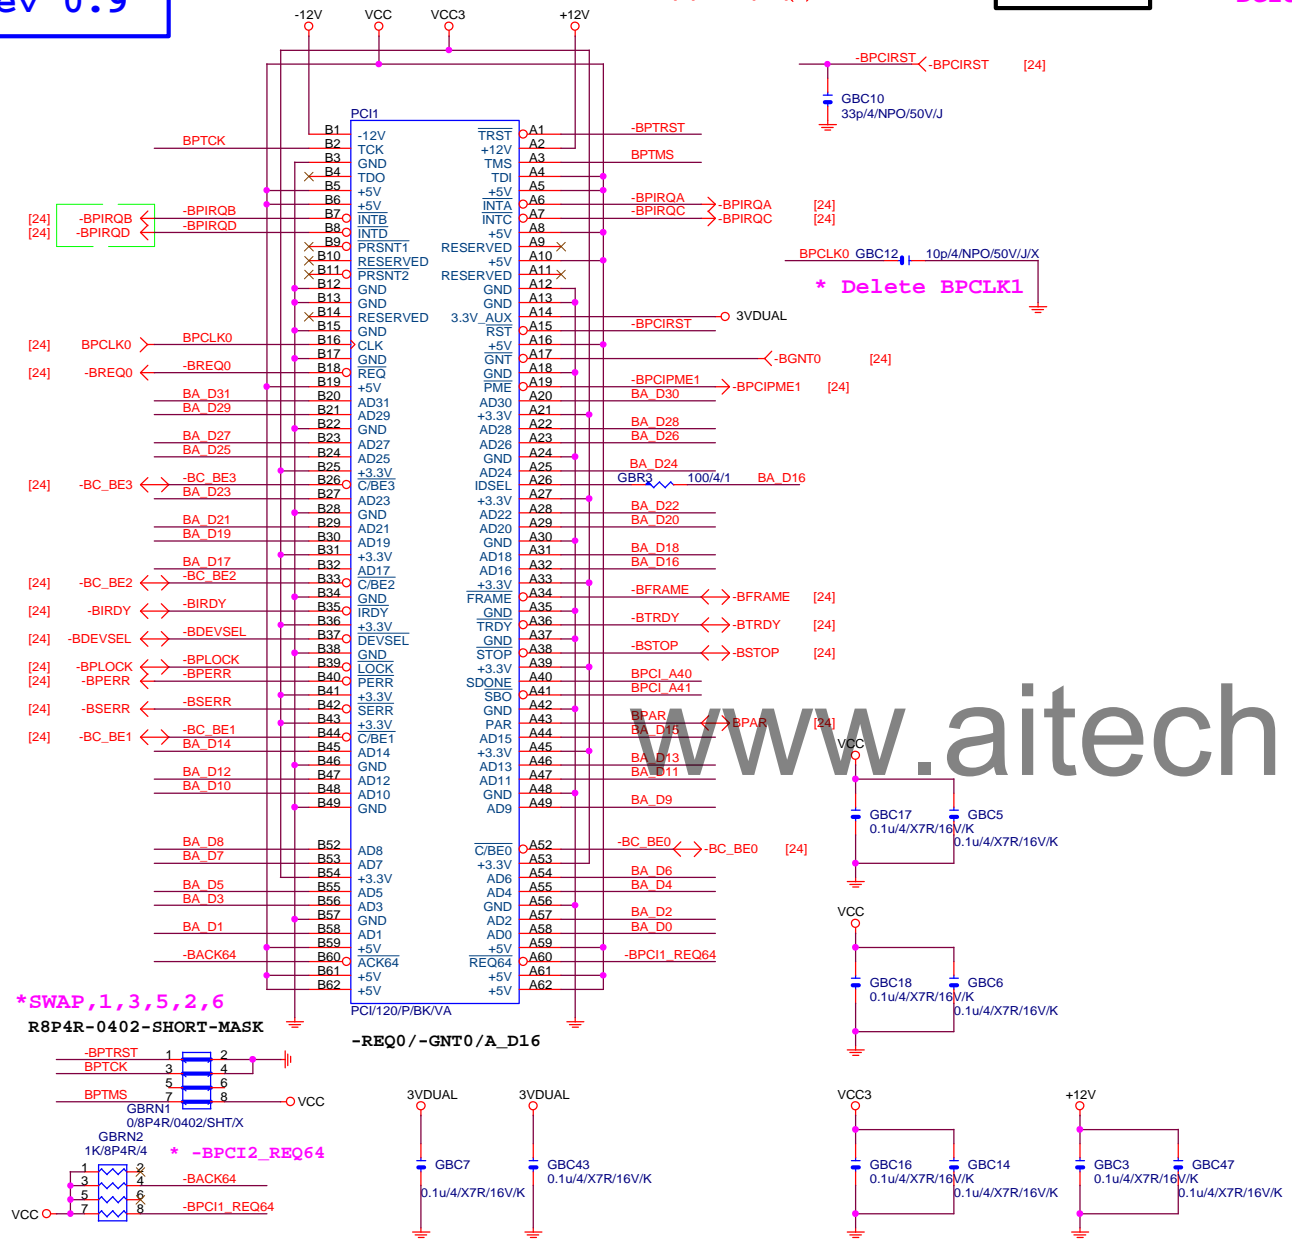 ev 0.9
-12V
VCC
VCC3
+12V
-BPCIRST
-BPCIRST
[24]
GBC10
33p/4/NPO/50V/J
PCI1
BPTCK
B1 -12V
B2 TCK
B3 GND
B4 TDO
B5 +5V
B6 +5V
[24] -BPIRQB -BPIRQB B7 INTB
[24] -BPIRQD -BPIRQD B8 INTD
B9 PRSNT1
B10 RESERVED
B11 PRSNT2
B12 GND
B13 GND
B14 RESERVED
B15 GND
[24] BPCLK0 BPCLK0 B16 CLK
B17 GND
[24] -BREQ0 -BREQ0 B18 REQ
B19 +5V
BA_D31 B20 AD31
BA_D29 B21 AD29
B22 GND
BA_D27 B23 AD27
BA_D25 B24 AD25
B25 +3.3V
[24] -BC_BE3 -BC_BE3 B26 C/BE3
BA_D23 B27 AD23
B28 GND
BA_D21 B29 AD21
BA_D19 B30 AD19
B31 +3.3V
BA_D17 B32 AD17
[24] -BC_BE2 -BC_BE2 B33 C/BE2
B34 GND
[24] -BIRDY -BIRDY B35 IRDY
B36 +3.3V
[24] -BDEVSEL -BDEVSEL B37 DEVSEL
B38 GND
[24] -BPLOCK -BPLOCK B39 LOCK
[24] -BPERR -BPERR B40 PERR
B41 +3.3V
[24] -BSERR -BSERR B42 SERR
B43 +3.3V
[24] -BC_BE1 -BC_BE1 B44 C/BE1
BA_D14 B45 AD14
B46 GND
BA_D12 B47 AD12
BA_D10 B48 AD10
B49 GND
BA_D8 B52 AD8
BA_D7 B53 AD7
B54 +3.3V
BA_D5 B55 AD5
BA_D3 B56 AD3
B57 GND
BA_D1 B58 AD1
B59 +5V
-BACK64 B60 ACK64
B61 +5V
B62 +5V
TRST A1 -BPTRST
+12V A2
TMS A3 BPTMS
TDI A4
+5V A5
INTA A6 -BPIRQA -BPIRQA [24]
INTC A7 -BPIRQC -BPIRQC [24]
+5V A8
RESERVED A9
+5V A10
RESERVED A11
GND A12
GND A13
3.3V_AUX A14 3VDUAL
RST A15 -BPCIRST
+5V A16
GNT A17 -BGNT0 [24]
GND A18
PME A19 -BPCIPME1 -BPCIPME1 [24]
AD30 A20 BA_D30
+3.3V A21
AD28 A22 BA_D28
AD26 A23 BA_D26
GND A24
AD24 A25 BA_D24
IDSEL A26 GBR3 100/4/1 BA_D16
+3.3V A27
AD22 A28 BA_D22
AD20 A29 BA_D20
GND A30
AD18 A31 BA_D18
AD16 A32 BA_D16
+3.3V A33
FRAME A34 -BFRAME -BFRAME [24]
GND A35
TRDY A36 -BTRDY -BTRDY [24]
GND A37
STOP A38 -BSTOP -BSTOP [24]
+3.3V A39
SDONE A40 BPCI_A40
SBO A41 BPCI_A41
GND A42
PAR A43 BPAR BPAR [24]
AD15 A44 BA_D15
+3.3V A45
AD13 A46 BA_D13
AD11 A47 BA_D11
GND A48
AD9 A49 BA_D9
C/BE0 A52 -BC_BE0 -BC_BE0 [24]
+3.3V A53
AD6 A54 BA_D6
AD4 A55 BA_D4
GND A56
AD2 A57 BA_D2
AD0 A58 BA_D0
+5V A59
REQ64 A60 -BPCI1_REQ64
+5V A61
+5V A62
PCI/120/P/BK/VA
-REQ0/-GNT0/A_D16
BPCLK0 GBC12 10p/4/NPO/50V/J/X
* Delete BPCLK1
www.aitech
VCC
GBC17
0.1u/4/X7R/16V/K
GBC5
0.1u/4/X7R/16V/K
VCC
GBC18
0.1u/4/X7R/16V/K
GBC6
0.1u/4/X7R/16V/K
*SWAP,1,3,5,2,6
R8P4R-0402-SHORT-MASK
-BPTRST 1 2
BPTCK 3 4
5 6
BPTMS 7 8 VCC
GBRN1
0/8P4R/0402/SHT/X
GBRN2
1K/8P4R/4
* -BPCI2_REQ64
1 2
3 4 -BACK64
5 6
VCC 7 8 -BPCI1_REQ64
3VDUAL
GBC7
0.1u/4/X7R/16V/K
3VDUAL
GBC43
0.1u/4/X7R/16V/K
VCC3
GBC16
0.1u/4/X7R/16V/K
GBC14
0.1u/4/X7R/16V/K
+12V
GBC3
0.1u/4/X7R/16V/K
GBC47
0.1u/4/X7R/16V/K